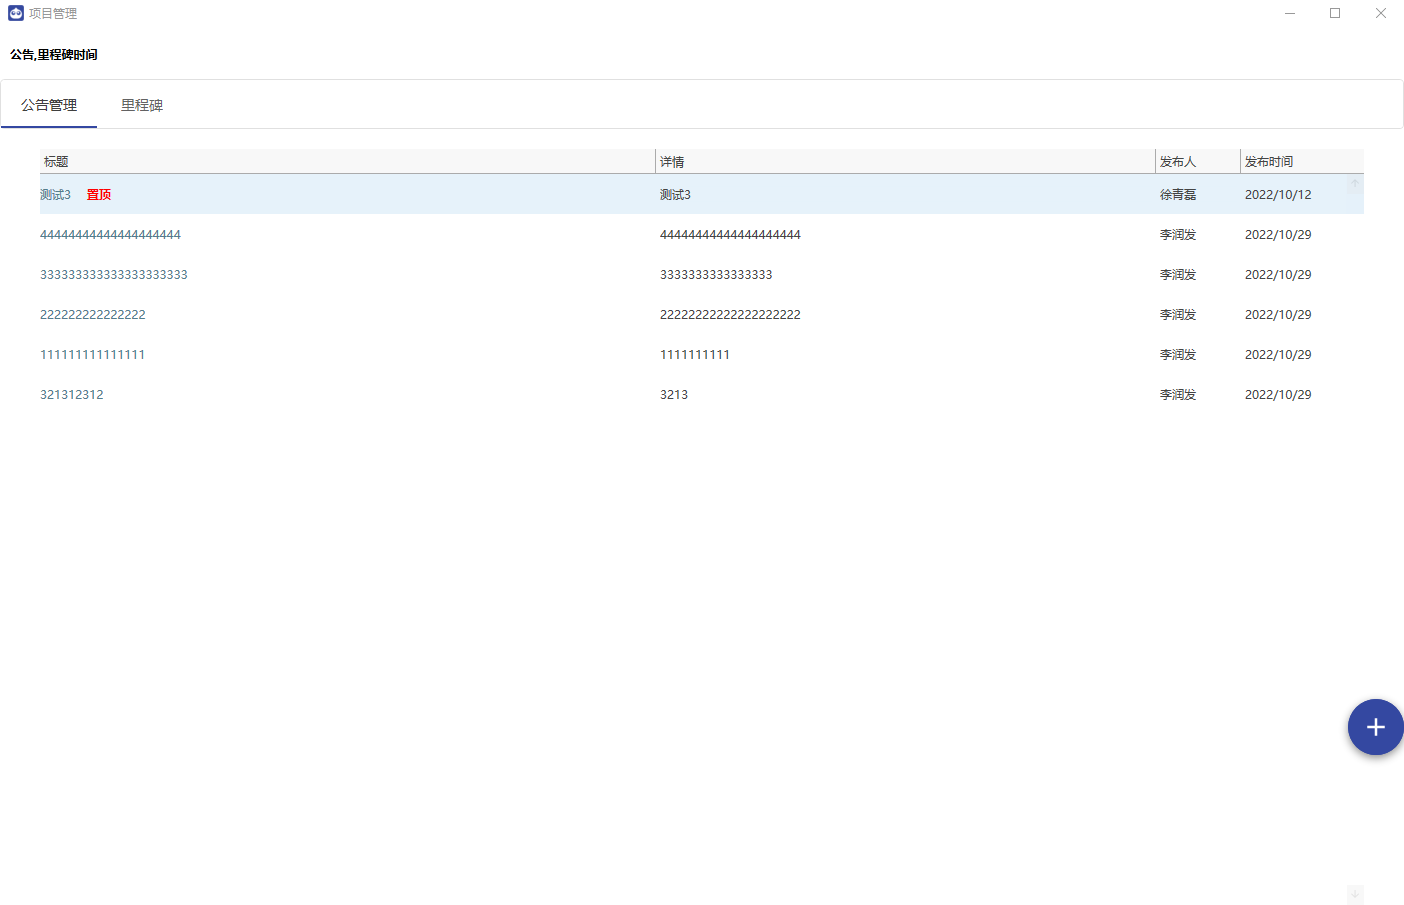 项目管理
公告,里程碑时间
公告管理 里程碑
标题 详情 发布人 发布时间
测试3 置顶 测试3 徐青磊 2022/10/12
44444444444444444444 44444444444444444444 李润发 2022/10/29
333333333333333333333 3333333333333333 李润发 2022/10/29
222222222222222 22222222222222222222 李润发 2022/10/29
111111111111111 1111111111 李润发 2022/10/29
321312312 3213 李润发 2022/10/29